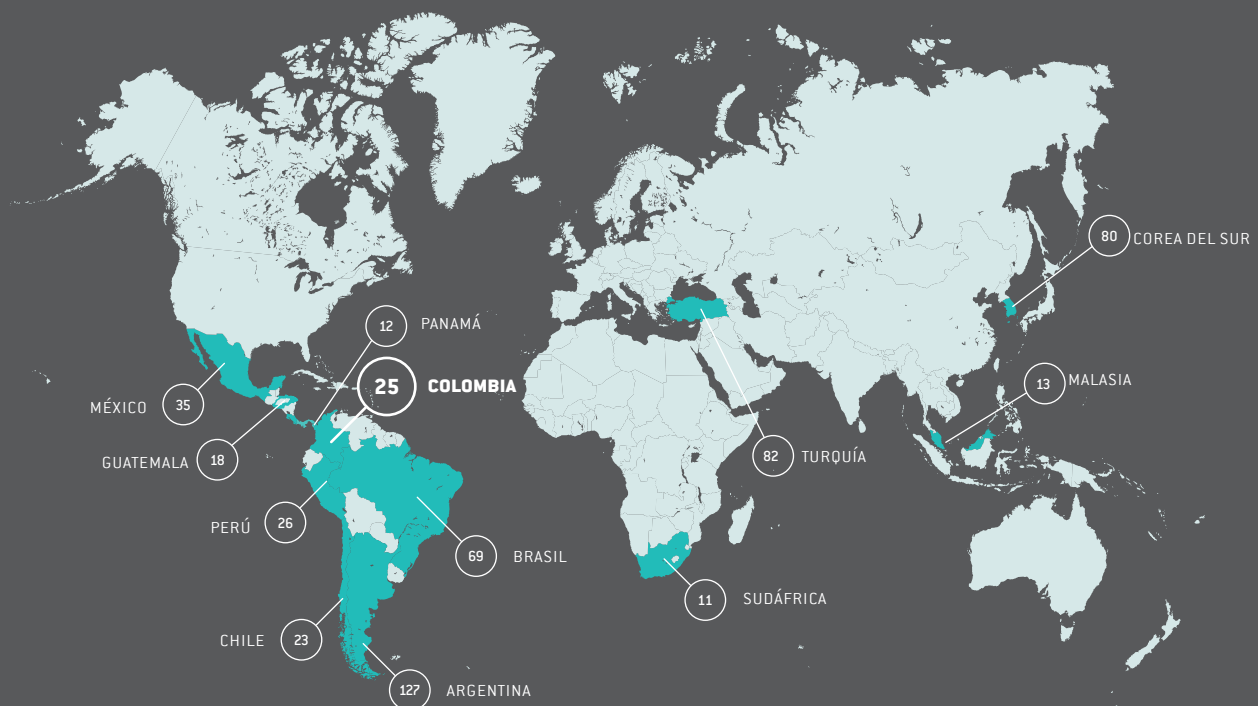 80 COREA DEL SUR
12 PANAMÁ
25 COLOMBIA
13 MALASIA
MÉXICO 35
GUATEMALA 18
82 TURQUÍA
PERÚ 26
69 BRASIL
11 SUDÁFRICA
CHILE 23
127 ARGENTINA